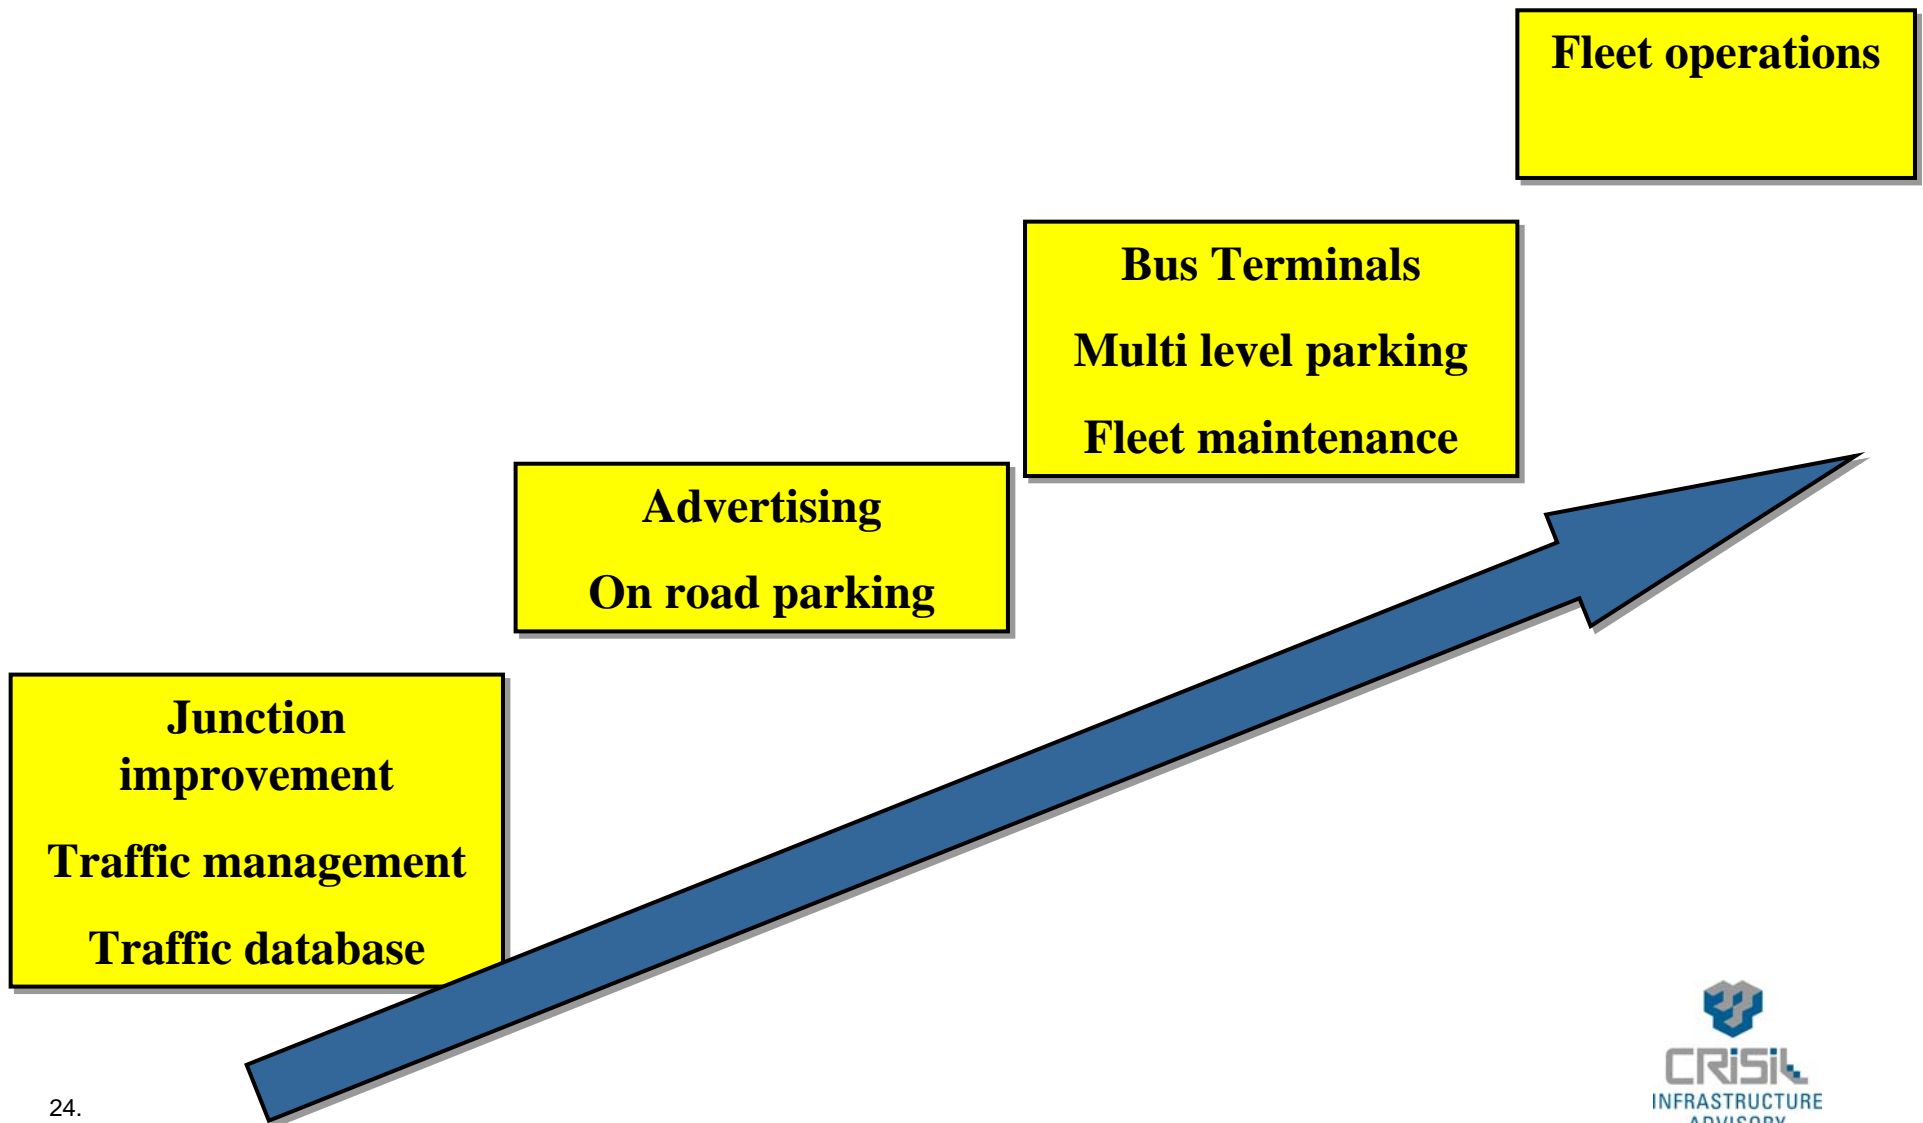 Fleet operations
Bus Terminals
Multi level parking
Fleet maintenance
Advertising
On road parking
Junction
improvement
Traffic management
Traffic database
24.
CRISIL
INFRASTRUCTURE
ADVISORY